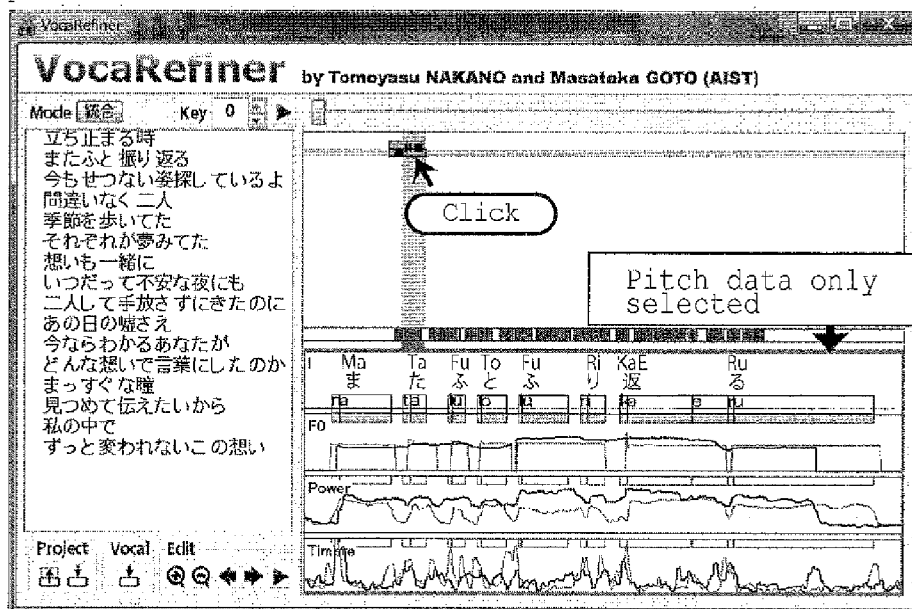 VocaRefiner
VocaRefiner by Tomoyasu NAKANO and Masataka GOTO (AIST)
Mode 統合 Key 0
立ち止まる時
またふと振り返る
今もせつない姿探しているよ
間違いなく二人
季節を歩いてた
それぞれが夢みてた
想いも一緒に
いつだって不安な夜にも
二人して手放さずにきたのに
あの日の嘘さえ
今ならわかるあなたが
どんな想いで言葉にしたのか
まっすぐな瞳
見つめて伝えたいから
私の中で
ずっと変われないこの想い
Project Vocal Edit
Click
Pitch data only
selected
Ma Ta Fu To Fu Ri KaE Ru
ま た ふ と ふ り 返 る
F0
Power
Timbre